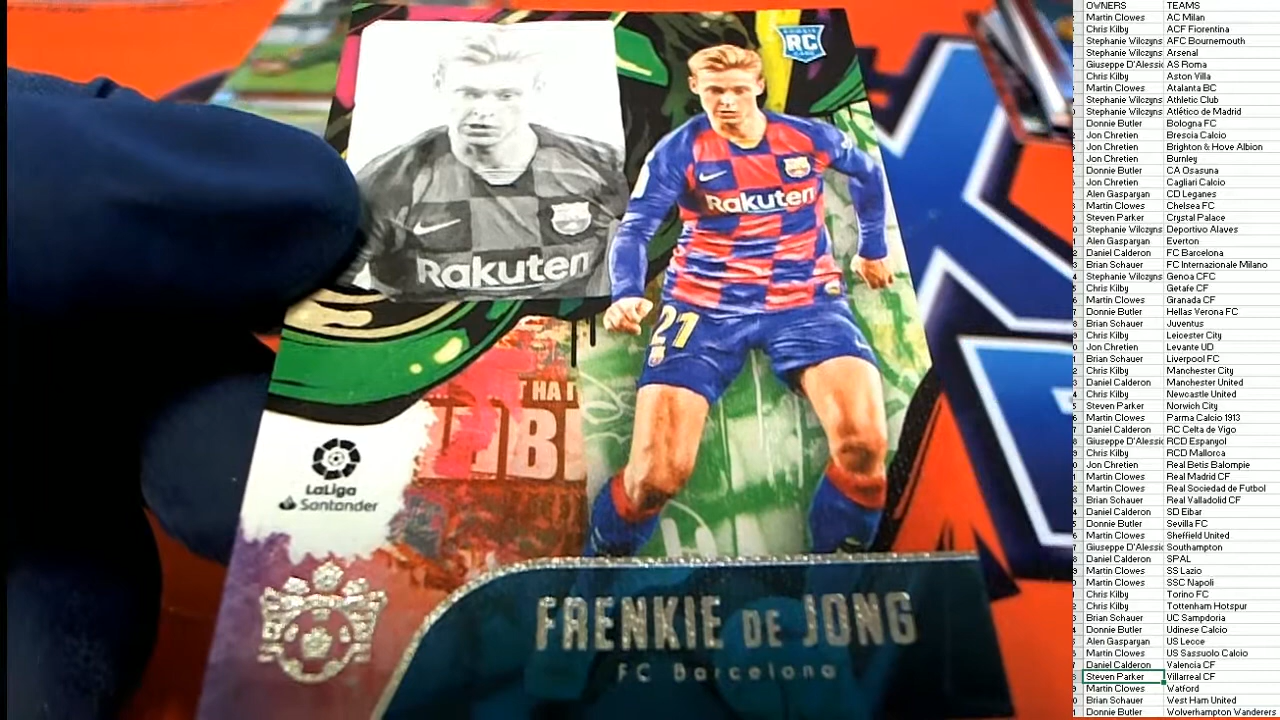 RC
Rakuten
Rakuten
21
НА П
LaLiga
Santander
FRENKIE DE JONG
FC Barcelona
OWNERS TEAMS
Martin Clowes AC Milan
Chris Kilby ACF Fiorentina
Stephanie Wilczyns AFC Bournemo
Stephanie Wilczyns Arsenal
Giuseppe D'Alessic AS Roma
Chris Kilby Aston Villa
Martin Clowes Atalanta BC
Stephanie Wilczyns Athletic Club
Stephanie Wilczyns Atlético de Madrid
Donnie Butler Bologna FC
Jon Chretien Brescia Calcio
Jon Chretien Brighton & Hove Albion
Jon Chretien Burnley
Donnie Butler CA Osasuna
Jon Chretien Cagliari Calcio
Alen Gasparyan CD Leganes
Martin Clowes Chelsea FC
Steven Parker Cristal Palace
Stephanie Wilczyns Deportivo Alaves
Alen Gasparyan Everton
Daniel Calderon FC Barcelona
Brian Schauer FC Internazionale Milano
Stephanie Wilczyns Genoa CFC
Chris Kilby Getafe CF
Martin Clowes Granada CF
Donnie Butler Hellas Verona FC
Brian Schauer Juventus
Chris Kilby Leicester City
Jon Chretien Levante UD
Brian Schauer Liverpool FC
Chris Kilby Manchester City
Daniel Calderon Manchester United
Chris Kilby Newcastle United
Steven Parker Norwich City
Martin Clowes Parma Calcio 1913
Daniel Calderon RC Celta de Vigo
Giuseppe D'Alessic RCD Espanyol
Chris Kilby RCD Mallorca
Jon Chretien Real Betis Balompie
Martin Clowes Real Madrid CF
Martin Clowes Real Sociedad de Futbol
Brian Schauer Real Valladolid CF
Daniel Calderon SD Eibar
Donnie Butler Sevilla FC
Martin Clowes Sheffield United
Giuseppe D'Alessic Southampton
Daniel Calderon SPAL
Martin Clowes SS Lazio
Martin Clowes SSC Napoli
Chris Kilby Torino FC
Chris Kilby Tottenham Hotspur
Brian Schauer UC Sampdoria
Donnie Butler Udinese Calcio
Alen Gasparyan US Lecce
Martin Clowes US Sassuolo Calcio
Daniel Calderon Valencia CF
Steven Parker Villarreal CF
Martin Clowes Watford
Brian Schauer West Ham United
Donnie Butler Wolverhampton Wanderers